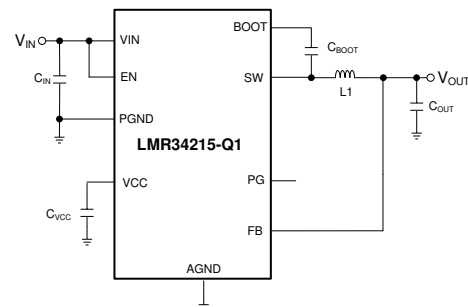 BOOT
VIN
VIN
CBOOT
CIN
EN
SW
VOUT
L1
COUT
PGND
LMR34215-Q1
VCC
PG
CVCC
FB
AGND